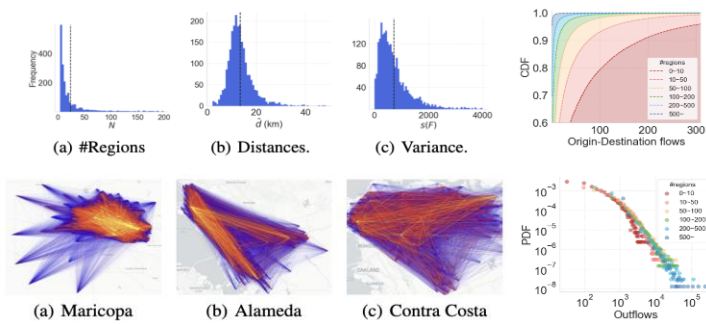 Frequency
400
200
0 50 100 150 200
N
(a) #Regions
200
150
100
50
0
0 20 40
d̄ (km)
(b) Distances.
150
100
50
0
0 2000 4000
s(F)
(c) Variance.
CDF
1.0
0.9
0.8
0.7
0.6
#regions
0-10
10-50
50-100
100-200
200-500
500-
100 200 300
Origin-Destination flows
(a) Maricopa
OAKLAND
(b) Alameda
(c) Contra Costa
PDF
10⁻³
10⁻⁴
10⁻⁵
10⁻⁶
10⁻⁷
10⁻⁸
#regions
0-10
10-50
50-100
100-200
200-500
500-
10² 10³ 10⁴ 10⁵
Outflows